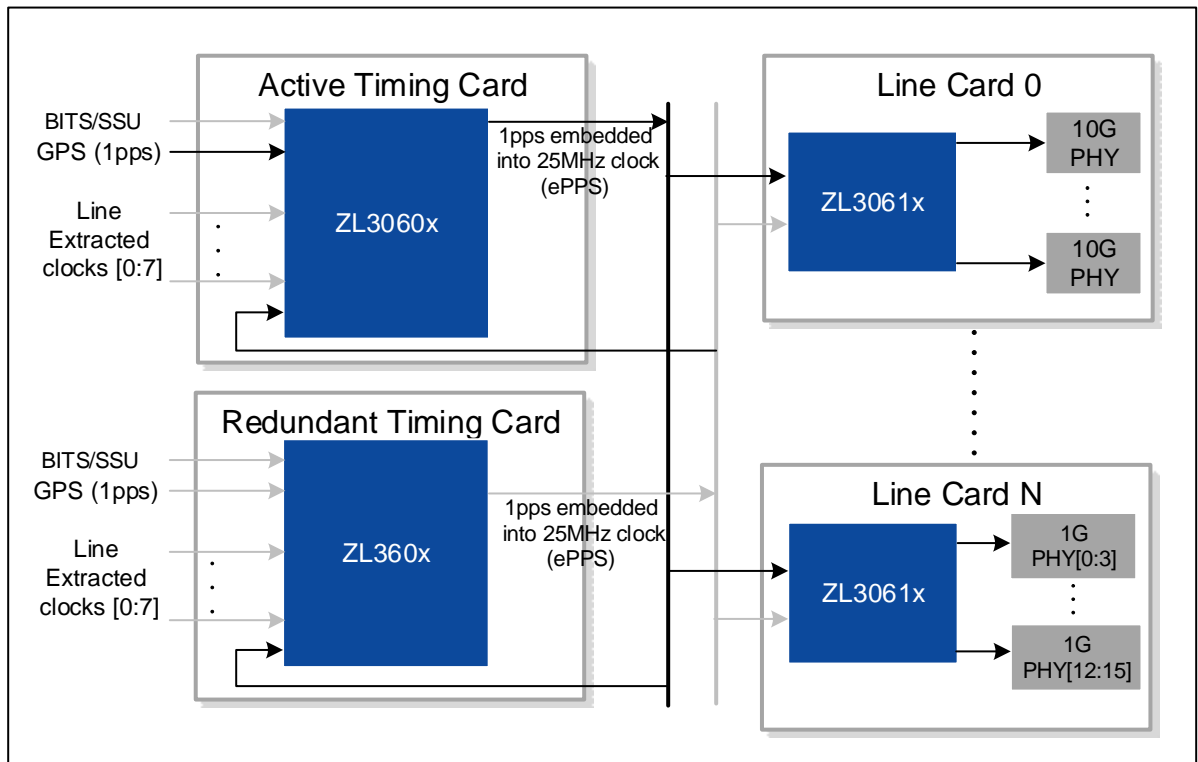 Active Timing Card
BITS/SSU
GPS (1pps)
Line
Extracted
clocks [0:7]
ZL3060x
1pps embedded
into 25MHz clock
(ePPS)
Line Card 0
ZL3061x
10G
PHY
10G
PHY
Redundant Timing Card
BITS/SSU
GPS (1pps)
Line
Extracted
clocks [0:7]
ZL360x
1pps embedded
into 25MHz clock
(ePPS)
Line Card N
ZL3061x
1G
PHY[0:3]
1G
PHY[12:15]